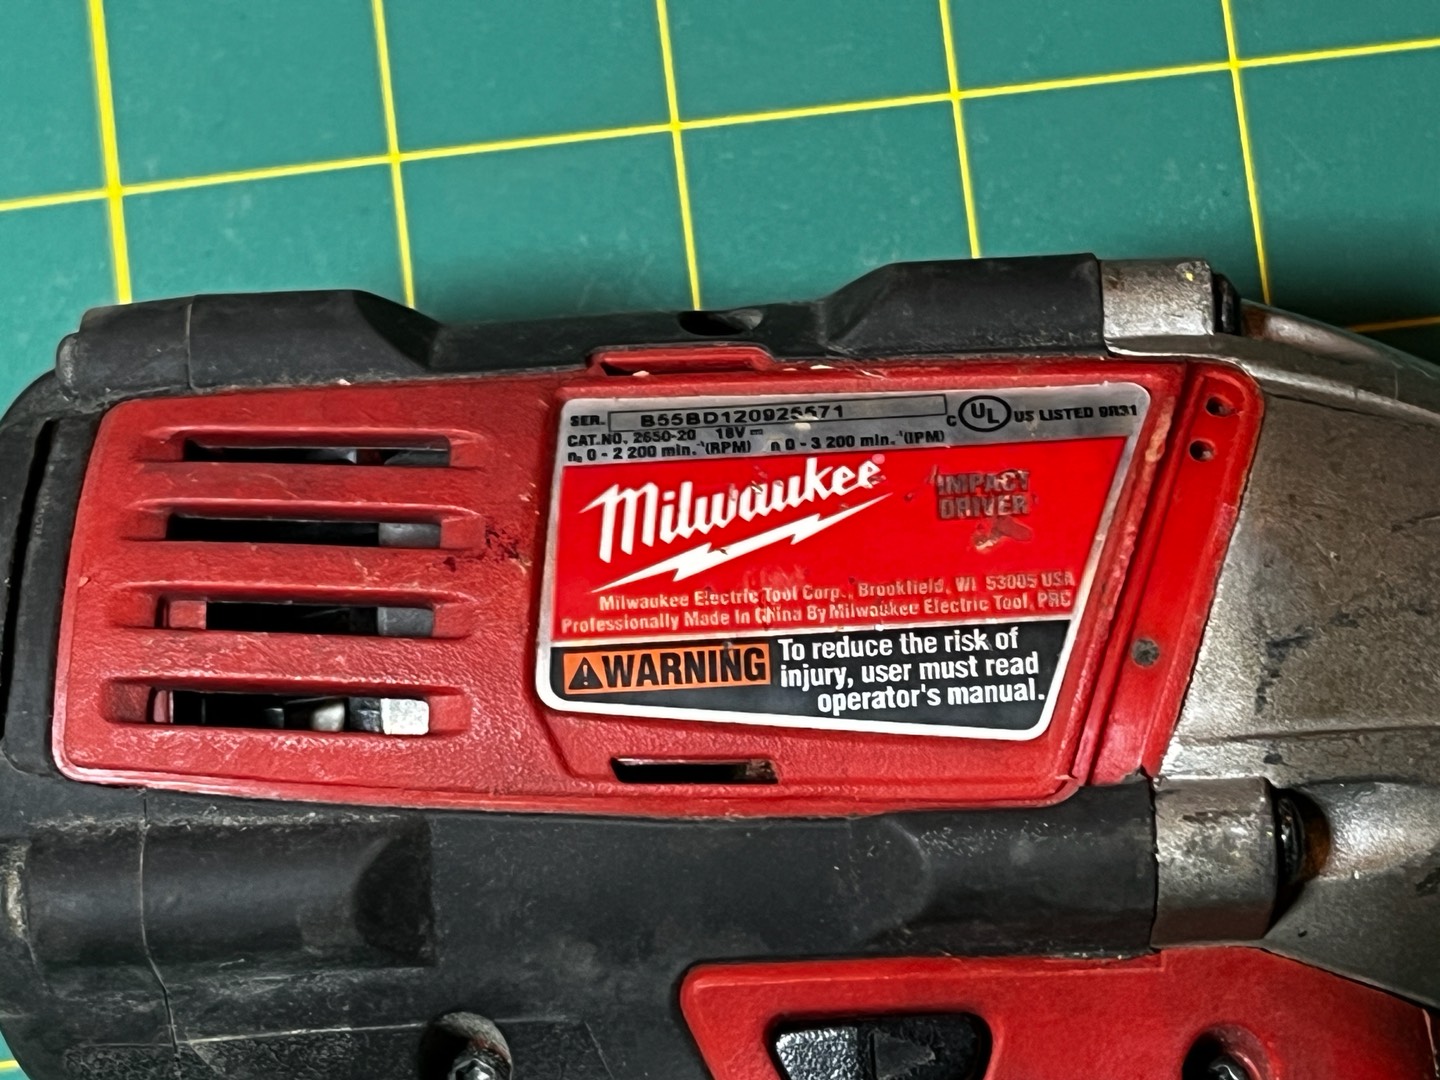 SER. B55BD120925571
CAT.NO. 2650-20 18V⎓
n₀ 0 - 2 200 min.⁻¹(RPM) n 0 - 3 200 min.⁻¹(IPM)
C UL US LISTED 9R31
Milwaukee®
IMPACT
DRIVER
Milwaukee Electric Tool Corp., Brookfield, WI 53005 USA
Professionally Made In China By Milwaukee Electric Tool, PRC
WARNING
To reduce the risk of
injury, user must read
operator's manual.